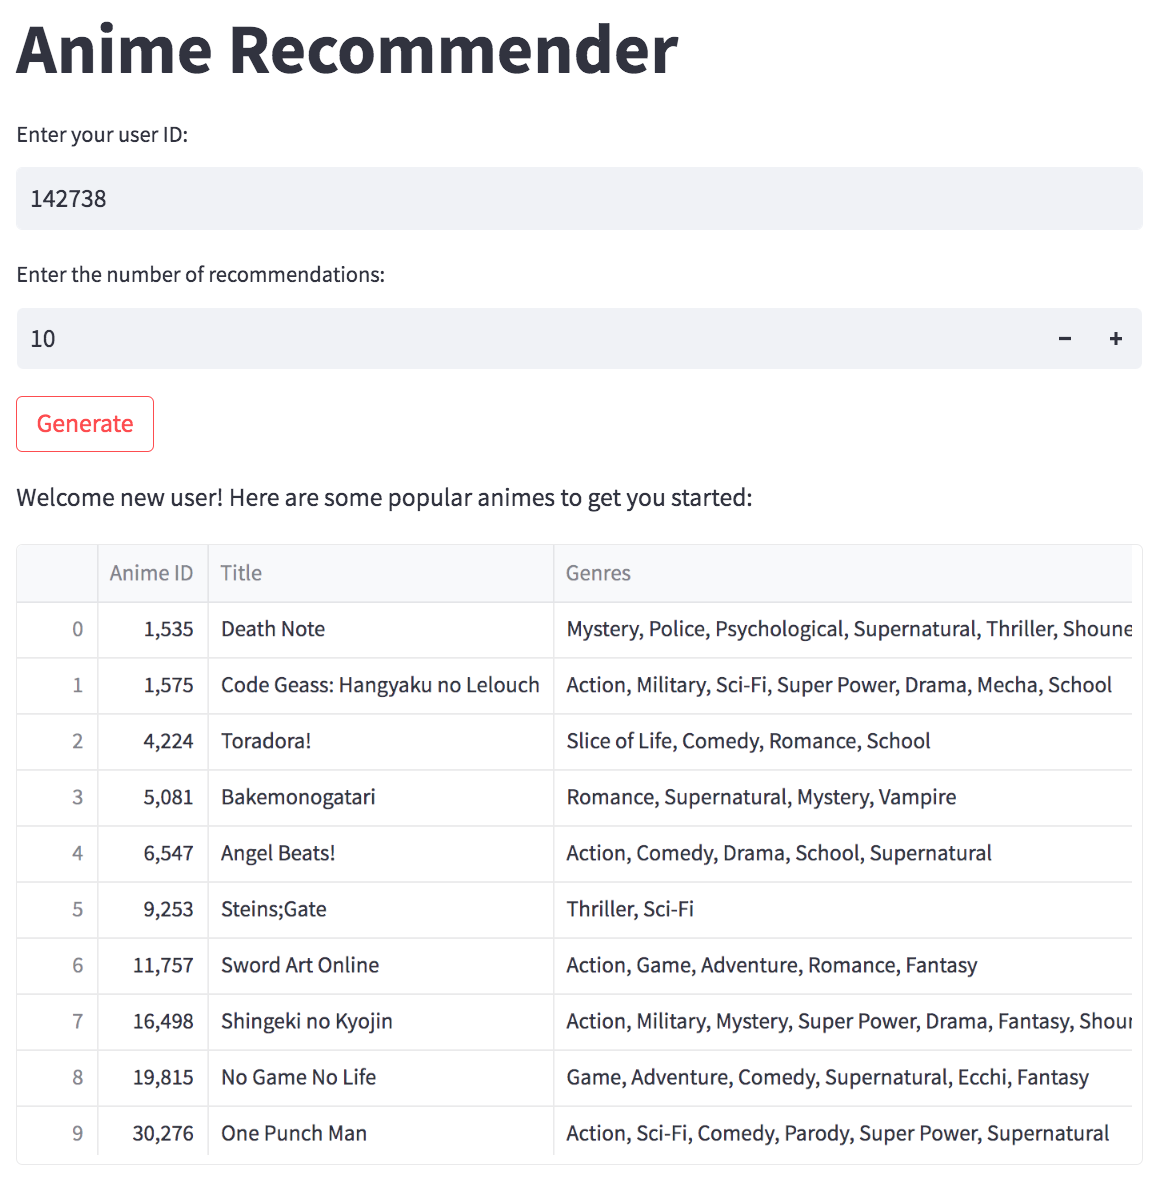 Anime Recommender
Enter your user ID:
142738
Enter the number of recommendations:
10 − +
Generate
Welcome new user! Here are some popular animes to get you started:
Anime ID Title Genres
0 1,535 Death Note Mystery, Police, Psychological, Supernatural, Thriller, Shoune
1 1,575 Code Geass: Hangyaku no Lelouch Action, Military, Sci-Fi, Super Power, Drama, Mecha, School
2 4,224 Toradora! Slice of Life, Comedy, Romance, School
3 5,081 Bakemonogatari Romance, Supernatural, Mystery, Vampire
4 6,547 Angel Beats! Action, Comedy, Drama, School, Supernatural
5 9,253 Steins;Gate Thriller, Sci-Fi
6 11,757 Sword Art Online Action, Game, Adventure, Romance, Fantasy
7 16,498 Shingeki no Kyojin Action, Military, Mystery, Super Power, Drama, Fantasy, Shour
8 19,815 No Game No Life Game, Adventure, Comedy, Supernatural, Ecchi, Fantasy
9 30,276 One Punch Man Action, Sci-Fi, Comedy, Parody, Super Power, Supernatural